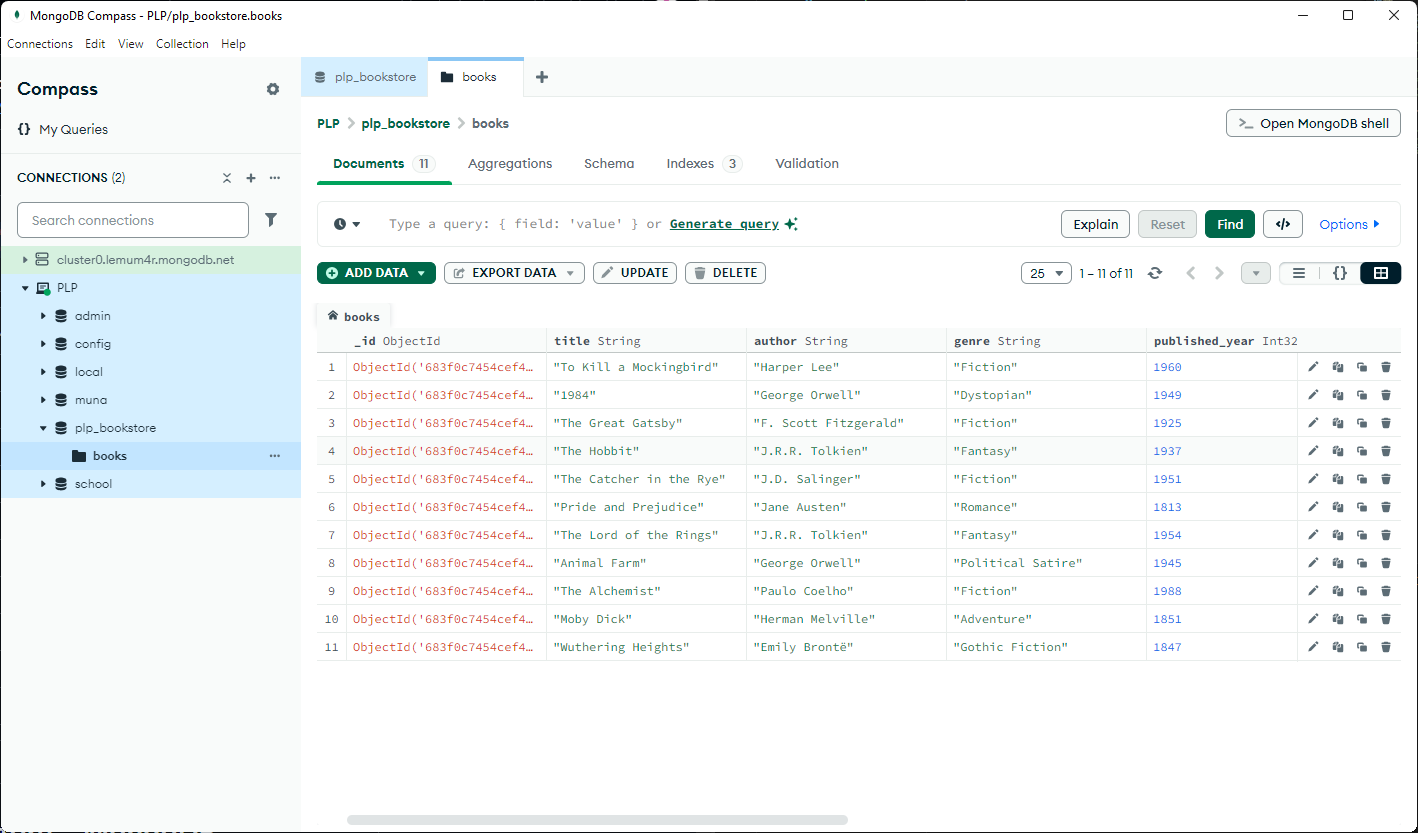 MongoDB Compass - PLP/plp_bookstore.books
Connections Edit View Collection Help
Compass
{} My Queries
CONNECTIONS (2)
Search connections
cluster0.lemum4r.mongodb.net
PLP
admin
config
local
muna
plp_bookstore
books
school
plp_bookstore books
PLP plp_bookstore books
>_ Open MongoDB shell
Documents 11 Aggregations Schema Indexes 3 Validation
Type a query: { field: 'value' } or Generate query
Explain Reset Find </> Options
ADD DATA EXPORT DATA UPDATE DELETE
25 1 – 11 of 11 {}
books
_id ObjectId title String author String genre String published_year Int32
1 ObjectId('683f0c7454cef4… "To Kill a Mockingbird" "Harper Lee" "Fiction" 1960
2 ObjectId('683f0c7454cef4… "1984" "George Orwell" "Dystopian" 1949
3 ObjectId('683f0c7454cef4… "The Great Gatsby" "F. Scott Fitzgerald" "Fiction" 1925
4 ObjectId('683f0c7454cef4… "The Hobbit" "J.R.R. Tolkien" "Fantasy" 1937
5 ObjectId('683f0c7454cef4… "The Catcher in the Rye" "J.D. Salinger" "Fiction" 1951
6 ObjectId('683f0c7454cef4… "Pride and Prejudice" "Jane Austen" "Romance" 1813
7 ObjectId('683f0c7454cef4… "The Lord of the Rings" "J.R.R. Tolkien" "Fantasy" 1954
8 ObjectId('683f0c7454cef4… "Animal Farm" "George Orwell" "Political Satire" 1945
9 ObjectId('683f0c7454cef4… "The Alchemist" "Paulo Coelho" "Fiction" 1988
10 ObjectId('683f0c7454cef4… "Moby Dick" "Herman Melville" "Adventure" 1851
11 ObjectId('683f0c7454cef4… "Wuthering Heights" "Emily Brontë" "Gothic Fiction" 1847